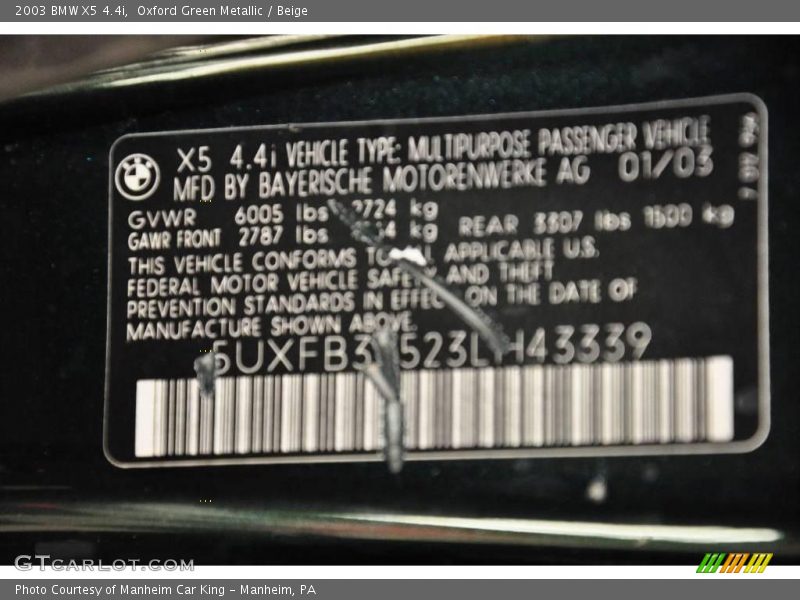 2003 BMW X5 4.4i, Oxford Green Metallic / Beige
X5 4.4i VEHICLE TYPE: MULTIPURPOSE PASSENGER VEHICLE
MFD BY BAYERISCHE MOTORENWERKE AG 01/03
GVWR 6005 lbs 2724 kg
GAWR FRONT 2787 lbs kg REAR 3307 lbs 1500 kg
THIS VEHICLE CONFORMS TO APPLICABLE U.S.
FEDERAL MOTOR VEHICLE SAFETY AND THEFT
PREVENTION STANDARDS IN EFFECT ON THE DATE OF
MANUFACTURE SHOWN ABOVE.
GTCARLOT.COM
Photo Courtesy of Manheim Car King - Manheim, PA